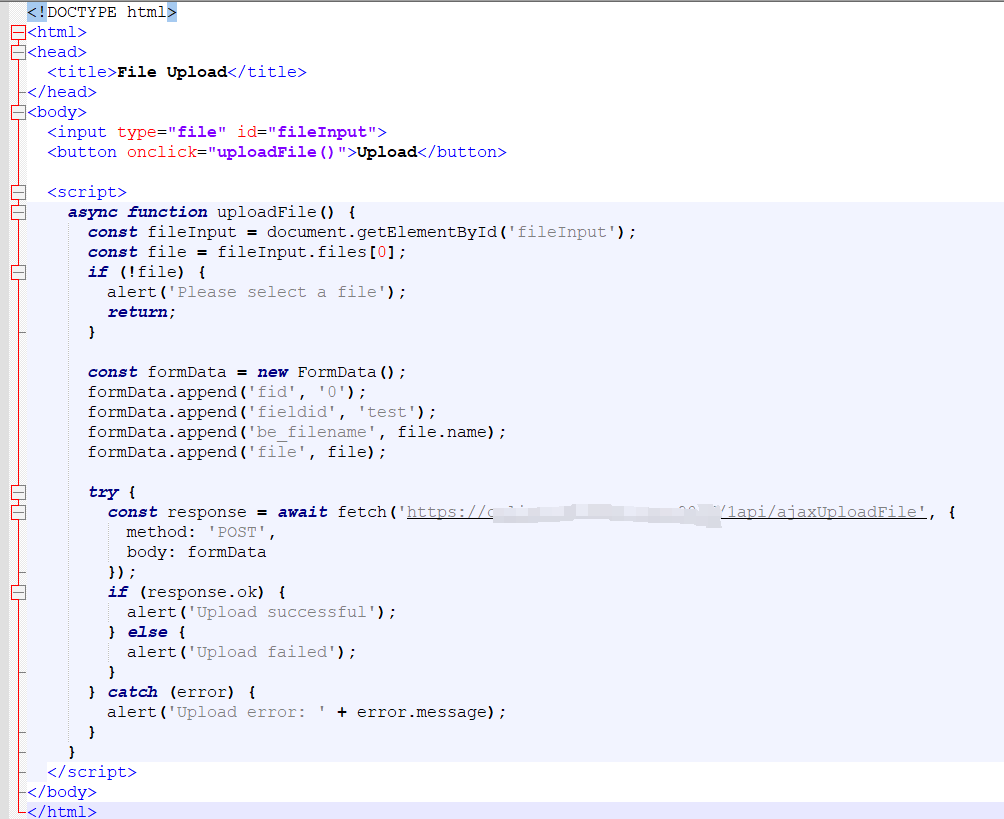 <!DOCTYPE html>
<html>
<head>
<title>File Upload</title>
</head>
<body>
<input type="file" id="fileInput">
<button onclick="uploadFile()">Upload</button>
<script>
async function uploadFile() {
const fileInput = document.getElementById('fileInput');
const file = fileInput.files[0];
if (!file) {
alert('Please select a file');
return;
}
const formData = new FormData();
formData.append('fid', '0');
formData.append('fieldid', 'test');
formData.append('be_filename', file.name);
formData.append('file', file);
try {
const response = await fetch('https:// /1api/ajaxUploadFile', {
method: 'POST',
body: formData
});
if (response.ok) {
alert('Upload successful');
} else {
alert('Upload failed');
}
} catch (error) {
alert('Upload error: ' + error.message);
}
}
</script>
</body>
</html>